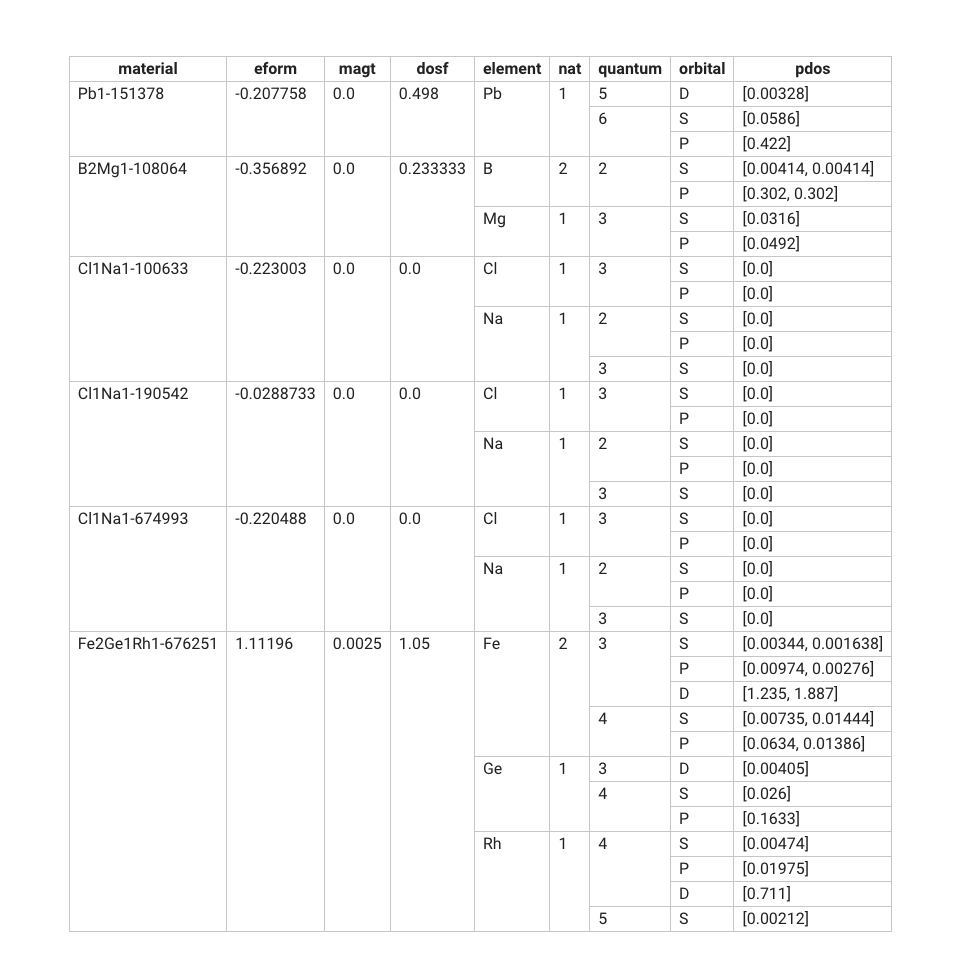 material eform magt dosf element nat quantum orbital pdos
Pb1-151378 -0.207758 0.0 0.498 Pb 1 5 D [0.00328]
6 S [0.0586]
P [0.422]
B2Mg1-108064 -0.356892 0.0 0.233333 B 2 2 S [0.00414, 0.00414]
P [0.302, 0.302]
Mg 1 3 S [0.0316]
P [0.0492]
Cl1Na1-100633 -0.223003 0.0 0.0 Cl 1 3 S [0.0]
P [0.0]
Na 1 2 S [0.0]
P [0.0]
3 S [0.0]
Cl1Na1-190542 -0.0288733 0.0 0.0 Cl 1 3 S [0.0]
P [0.0]
Na 1 2 S [0.0]
P [0.0]
3 S [0.0]
Cl1Na1-674993 -0.220488 0.0 0.0 Cl 1 3 S [0.0]
P [0.0]
Na 1 2 S [0.0]
P [0.0]
3 S [0.0]
Fe2Ge1Rh1-676251 1.11196 0.0025 1.05 Fe 2 3 S [0.00344, 0.001638]
P [0.00974, 0.00276]
D [1.235, 1.887]
4 S [0.00735, 0.01444]
P [0.0634, 0.01386]
Ge 1 3 D [0.00405]
4 S [0.026]
P [0.1633]
Rh 1 4 S [0.00474]
P [0.01975]
D [0.711]
5 S [0.00212]